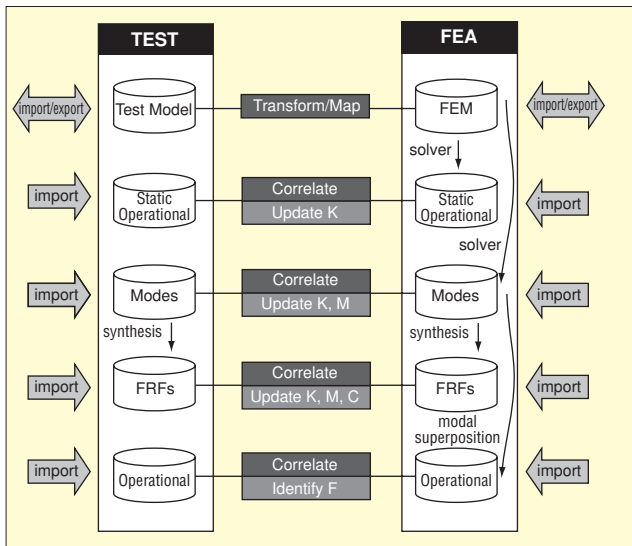 TEST
FEA
import/export
Test Model
Transform/Map
FEM
import/export
solver
import
Static
Operational
Correlate
Update K
Static
Operational
import
solver
import
Modes
Correlate
Update K, M
Modes
import
synthesis
synthesis
import
FRFs
Correlate
Update K, M, C
FRFs
import
modal
superposition
import
Operational
Correlate
Identify F
Operational
import